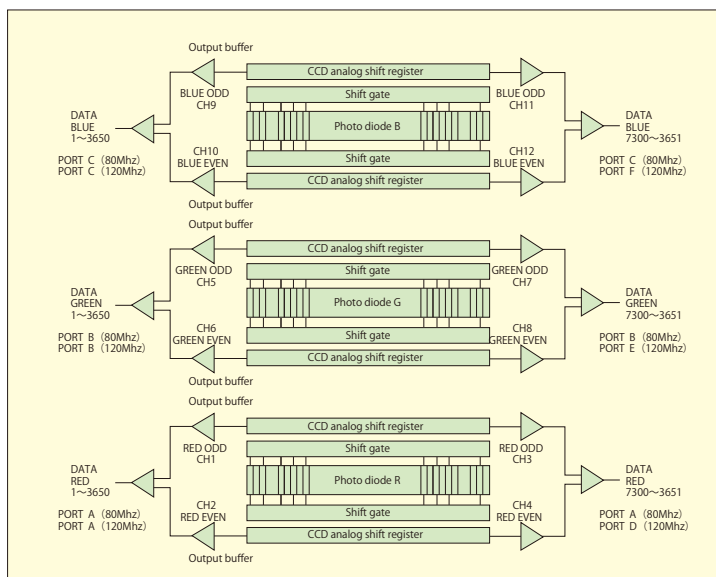 Output buffer
CCD analog shift register
BLUE ODD
CH9
Shift gate
BLUE ODD
CH11
DATA
BLUE
1～3650
Photo diode B
DATA
BLUE
7300～3651
PORT C (80Mhz)
PORT C (120Mhz)
CH10
BLUE EVEN
Shift gate
CH12
BLUE EVEN
PORT C (80Mhz)
PORT F (120Mhz)
CCD analog shift register
Output buffer
Output buffer
CCD analog shift register
GREEN ODD
CH5
Shift gate
GREEN ODD
CH7
DATA
GREEN
1～3650
Photo diode G
DATA
GREEN
7300～3651
PORT B (80Mhz)
PORT B (120Mhz)
CH6
GREEN EVEN
Shift gate
CH8
GREEN EVEN
PORT B (80Mhz)
PORT E (120Mhz)
CCD analog shift register
Output buffer
Output buffer
CCD analog shift register
RED ODD
CH1
Shift gate
RED ODD
CH3
DATA
RED
1～3650
Photo diode R
DATA
RED
7300～3651
PORT A (80Mhz)
PORT A (120Mhz)
CH2
RED EVEN
Shift gate
CH4
RED EVEN
PORT A (80Mhz)
PORT D (120Mhz)
CCD analog shift register
Output buffer